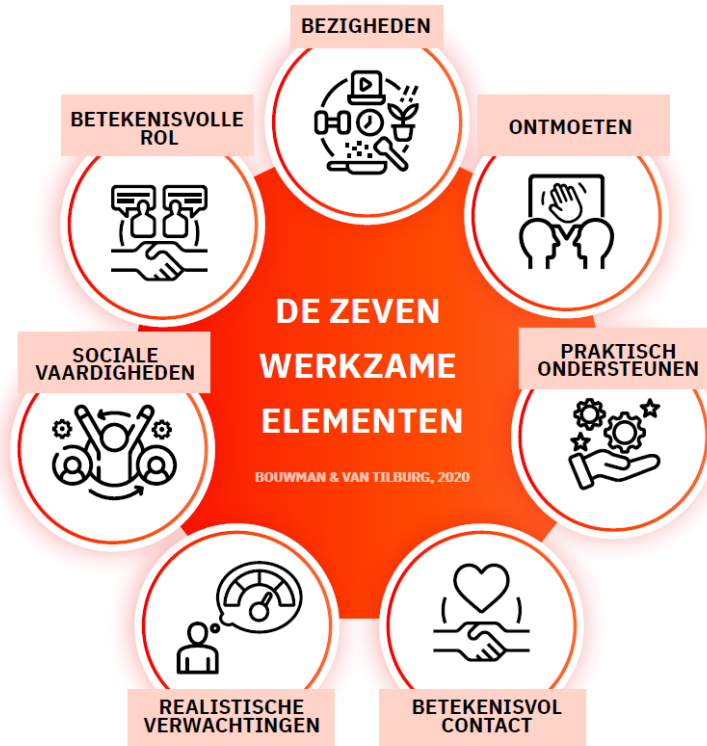 BEZIGHEDEN
BETEKENISVOLLE
ROL
ONTMOETEN
DE ZEVEN
WERKZAME
ELEMENTEN
BOUWMAN & VAN TILBURG, 2020
SOCIALE
VAARDIGHEDEN
PRAKTISCH
ONDERSTEUNEN
REALISTISCHE
VERWACHTINGEN
BETEKENISVOL
CONTACT